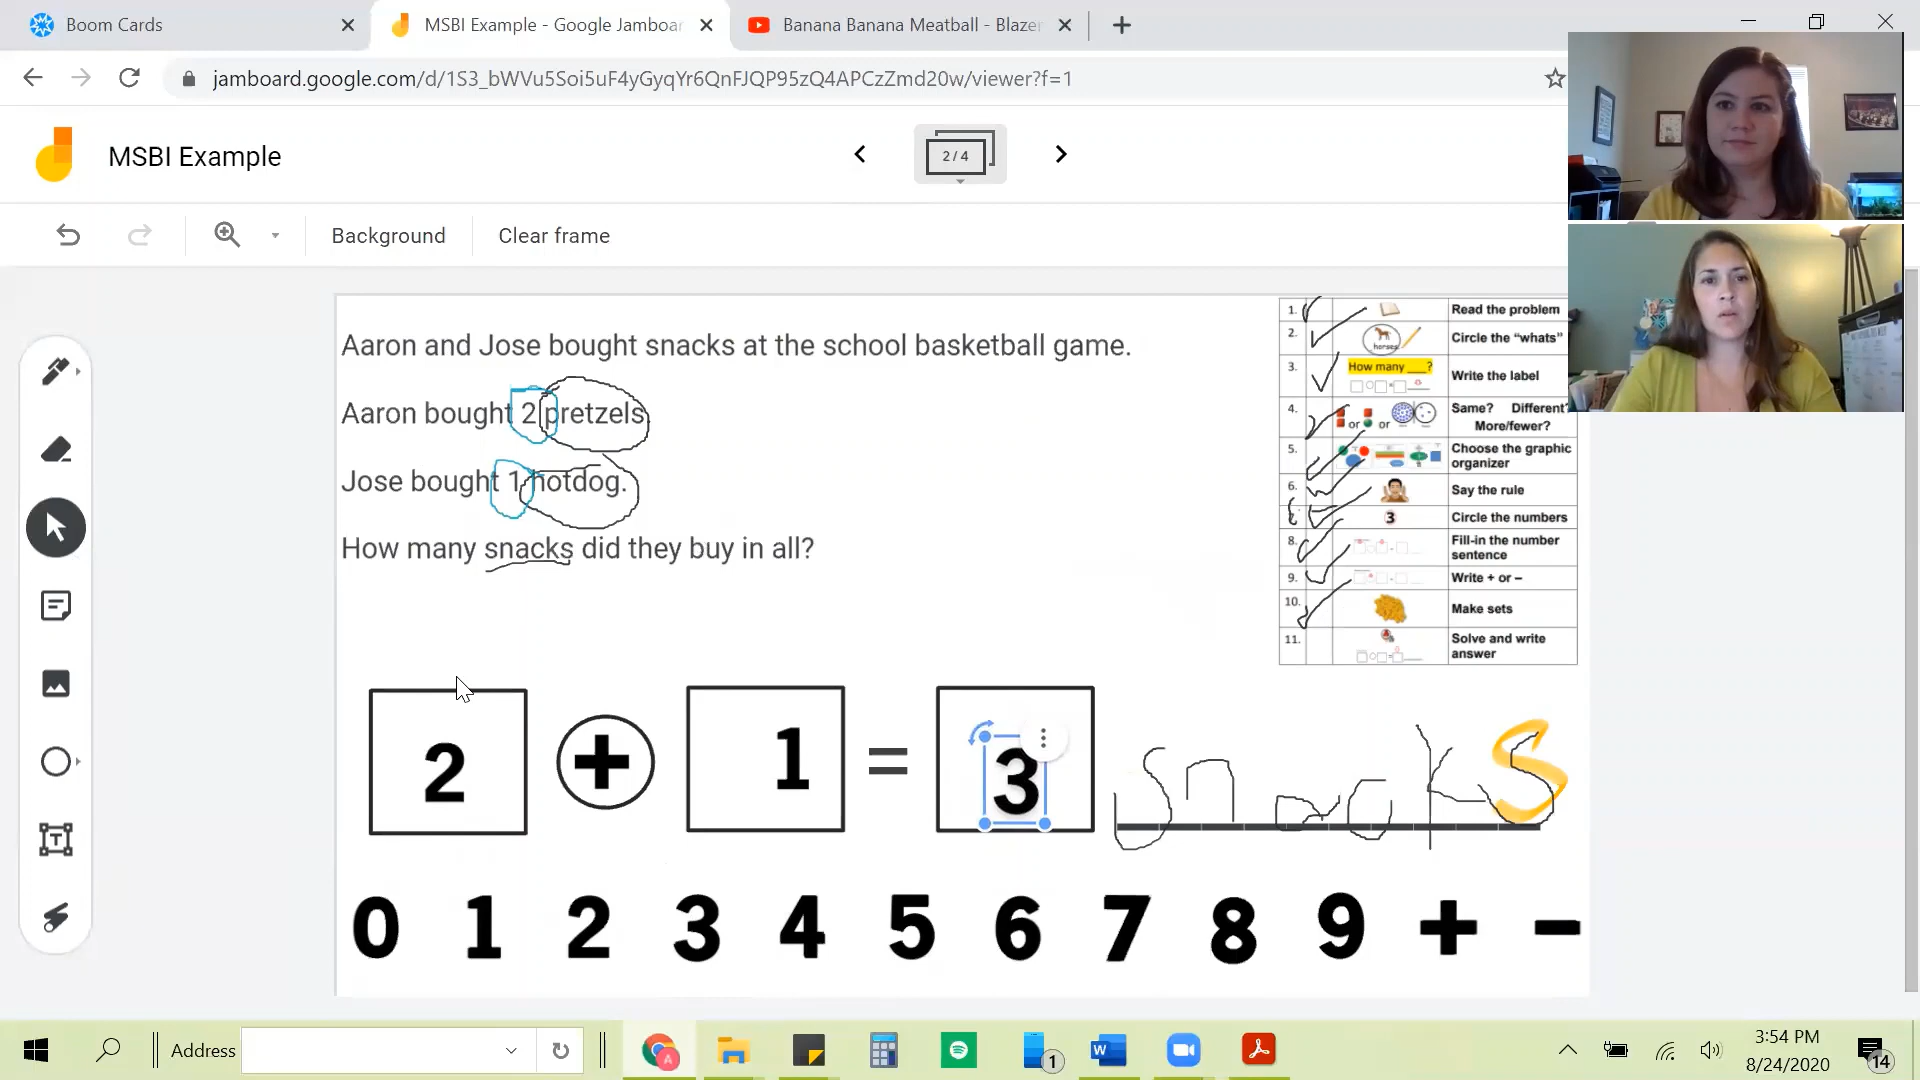 Boom Cards
MSBI Example - Google Jamboar
Banana Banana Meatball - Blazer
jamboard.google.com/d/1S3_bWVu5Soi5uF4yGyqYr6QnFJQP95zQ4APCzZmd20w/viewer?f=1
MSBI Example
2 / 4
Background
Clear frame
Aaron and Jose bought snacks at the school basketball game.
Aaron bought 2 pretzels.
Jose bought 1 hotdog.
How many snacks did they buy in all?
1. Read the problem
2. horses Circle the “whats”
3. How many ___? Write the label
4. or or Same? Different?
More/fewer?
5. Choose the graphic
organizer
6. Say the rule
3 Circle the numbers
8. Fill-in the number
sentence
9. Write + or –
10. Make sets
11. Solve and write
answer
2 + 1 = 3 snacks
0 1 2 3 4 5 6 7 8 9 + -
Address
1
3:54 PM
8/24/2020
14